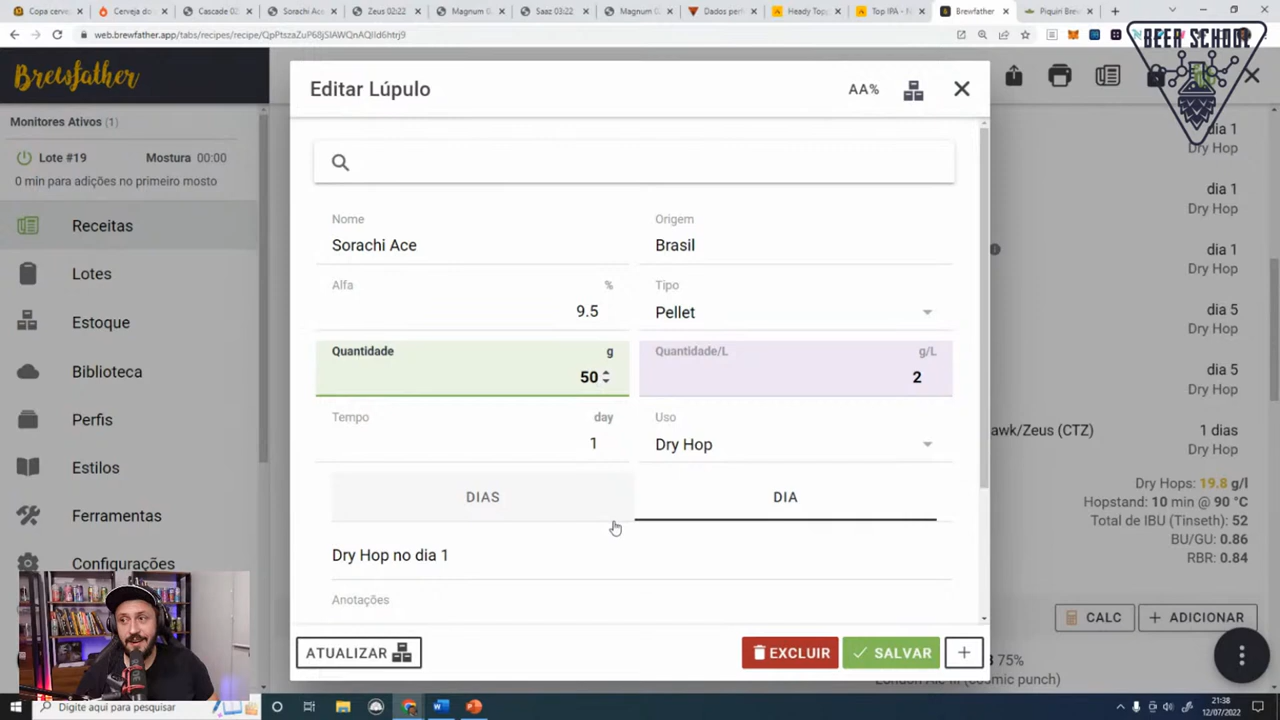 Copa cerve
Cerveja do
Cascade 02
Sorachi Ace
Zeus 02:22
Magnum G
Saaz 03:22
Magnum G
Dados per
Heady Top
Top IPA - F
Brewfather
Piquiri Brew
web.brewfather.app/tabs/recipes/recipe/QpPtszaZuP68jSIAWQnAQIId6htrj9
BEER SCHOOL
Brewfather
Monitores Ativos (1)
Lote #19 Mostura 00:00
0 min para adições no primeiro mosto
Receitas
Lotes
Estoque
Biblioteca
Perfis
Estilos
Ferramentas
Configurações
Editar Lúpulo
AA%
Nome
Sorachi Ace
Origem
Brasil
Alfa %
9.5
Tipo
Pellet
Quantidade g
50
Quantidade/L g/L
2
Tempo day
1
Uso
Dry Hop
DIAS
DIA
Dry Hop no dia 1
Anotações
ATUALIZAR
EXCLUIR
SALVAR
+
dia 1
Dry Hop
dia 1
Dry Hop
dia 1
Dry Hop
dia 5
Dry Hop
dia 5
Dry Hop
awk/Zeus (CTZ) 1 dias
Dry Hop
Dry Hops: 19.8 g/l
Hopstand: 10 min @ 90 °C
Total de IBU (Tinseth): 52
BU/GU: 0.86
RBR: 0.84
CALC
+ ADICIONAR
75%
London Ale III (Cosmic punch)
Digite aqui para pesquisar
21:38
12/07/2022